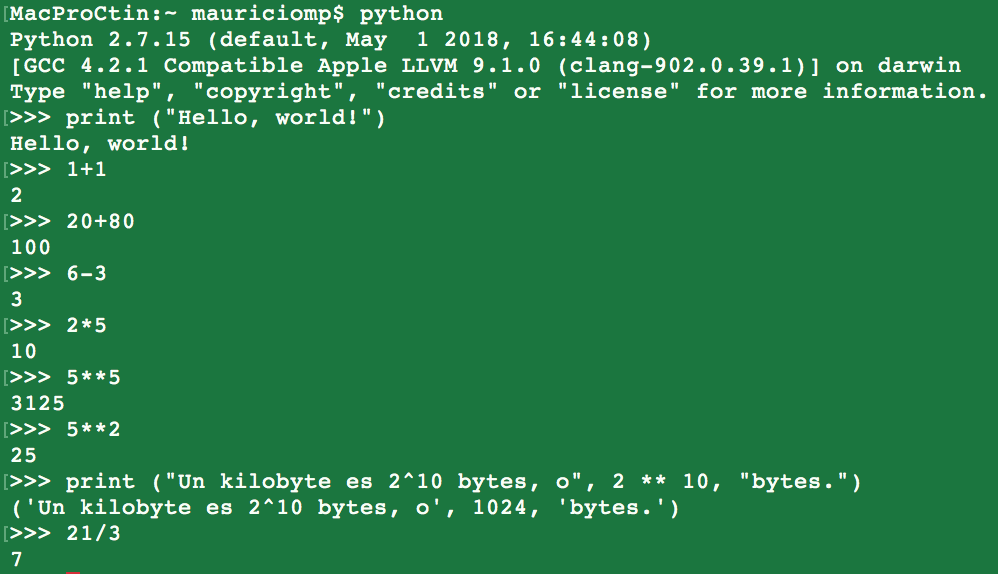 [MacProCtin:~ mauriciomp$ python
Python 2.7.15 (default, May  1 2018, 16:44:08)
[GCC 4.2.1 Compatible Apple LLVM 9.1.0 (clang-902.0.39.1)] on darwin
Type "help", "copyright", "credits" or "license" for more information.
[>>> print ("Hello, world!")
Hello, world!
[>>> 1+1
2
[>>> 20+80
100
[>>> 6-3
3
[>>> 2*5
10
[>>> 5**5
3125
[>>> 5**2
25
[>>> print ("Un kilobyte es 2^10 bytes, o", 2 ** 10, "bytes.")
('Un kilobyte es 2^10 bytes, o', 1024, 'bytes.')
[>>> 21/3
7